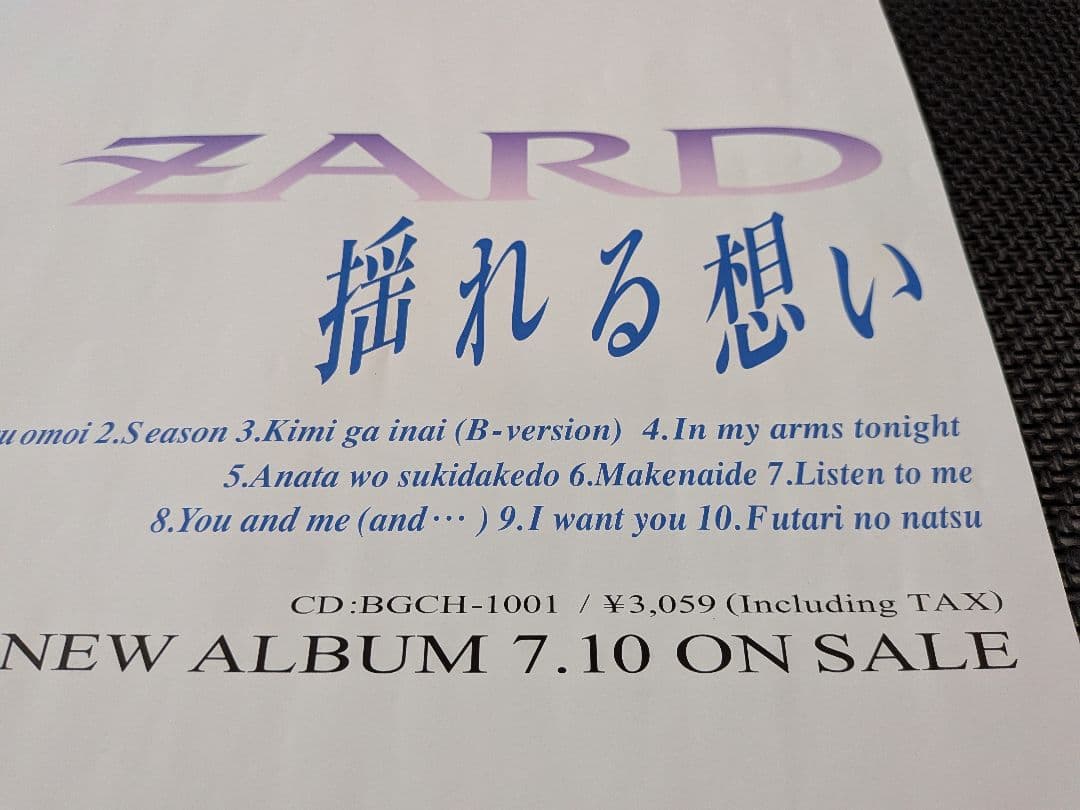 ZARD
揺れる想い
u omoi 2.Season 3.Kimi ga inai (B-version) 4.In my arms tonight
5.Anata wo sukidakedo 6.Makenaide 7.Listen to me
8.You and me (and··· ) 9.I want you 10.Futari no natsu
CD:BGCH-1001 / ¥3,059 (Including TAX)
NEW ALBUM 7.10 ON SALE